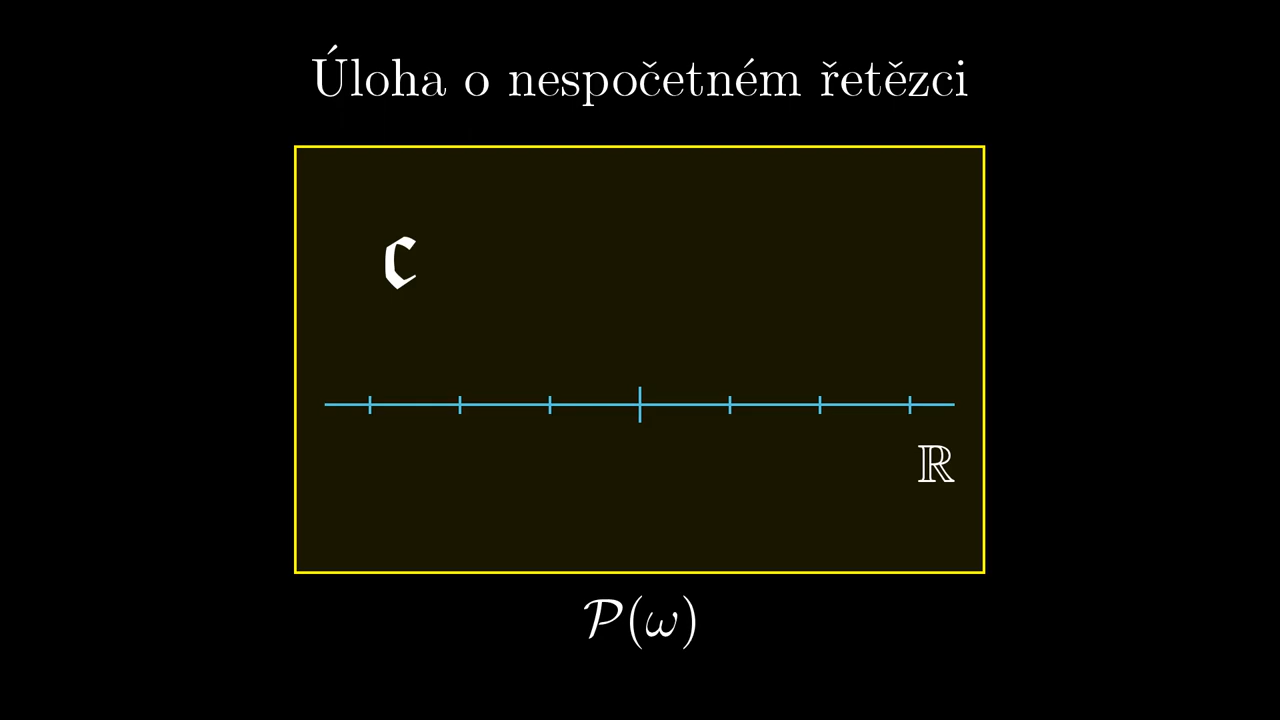 Úloha o nespočetném řetězci
𝔠
ℝ
𝒫(ω)